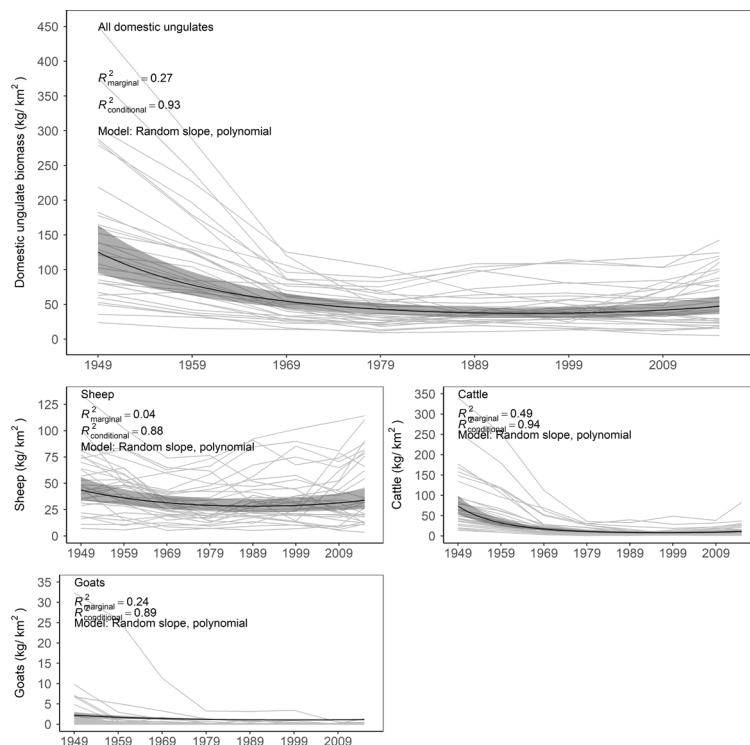 All domestic ungulates
R²marginal = 0.27
R²conditional = 0.93
Model: Random slope, polynomial
Domestic ungulate biomass (kg/ km²)
450
400
350
300
250
200
150
100
50
0
1949 1959 1969 1979 1989 1999 2009
Sheep
R²marginal = 0.04
R²conditional = 0.88
Model: Random slope, polynomial
Sheep (kg/ km²)
125
100
75
50
25
0
1949 1959 1969 1979 1989 1999 2009
Cattle
R²marginal = 0.49
R²conditional = 0.94
Model: Random slope, polynomial
Cattle (kg/ km²)
350
300
250
200
150
100
50
0
1949 1959 1969 1979 1989 1999 2009
Goats
R²marginal = 0.24
R²conditional = 0.89
Model: Random slope, polynomial
Goats (kg/ km²)
35
30
25
20
15
10
5
0
1949 1959 1969 1979 1989 1999 2009